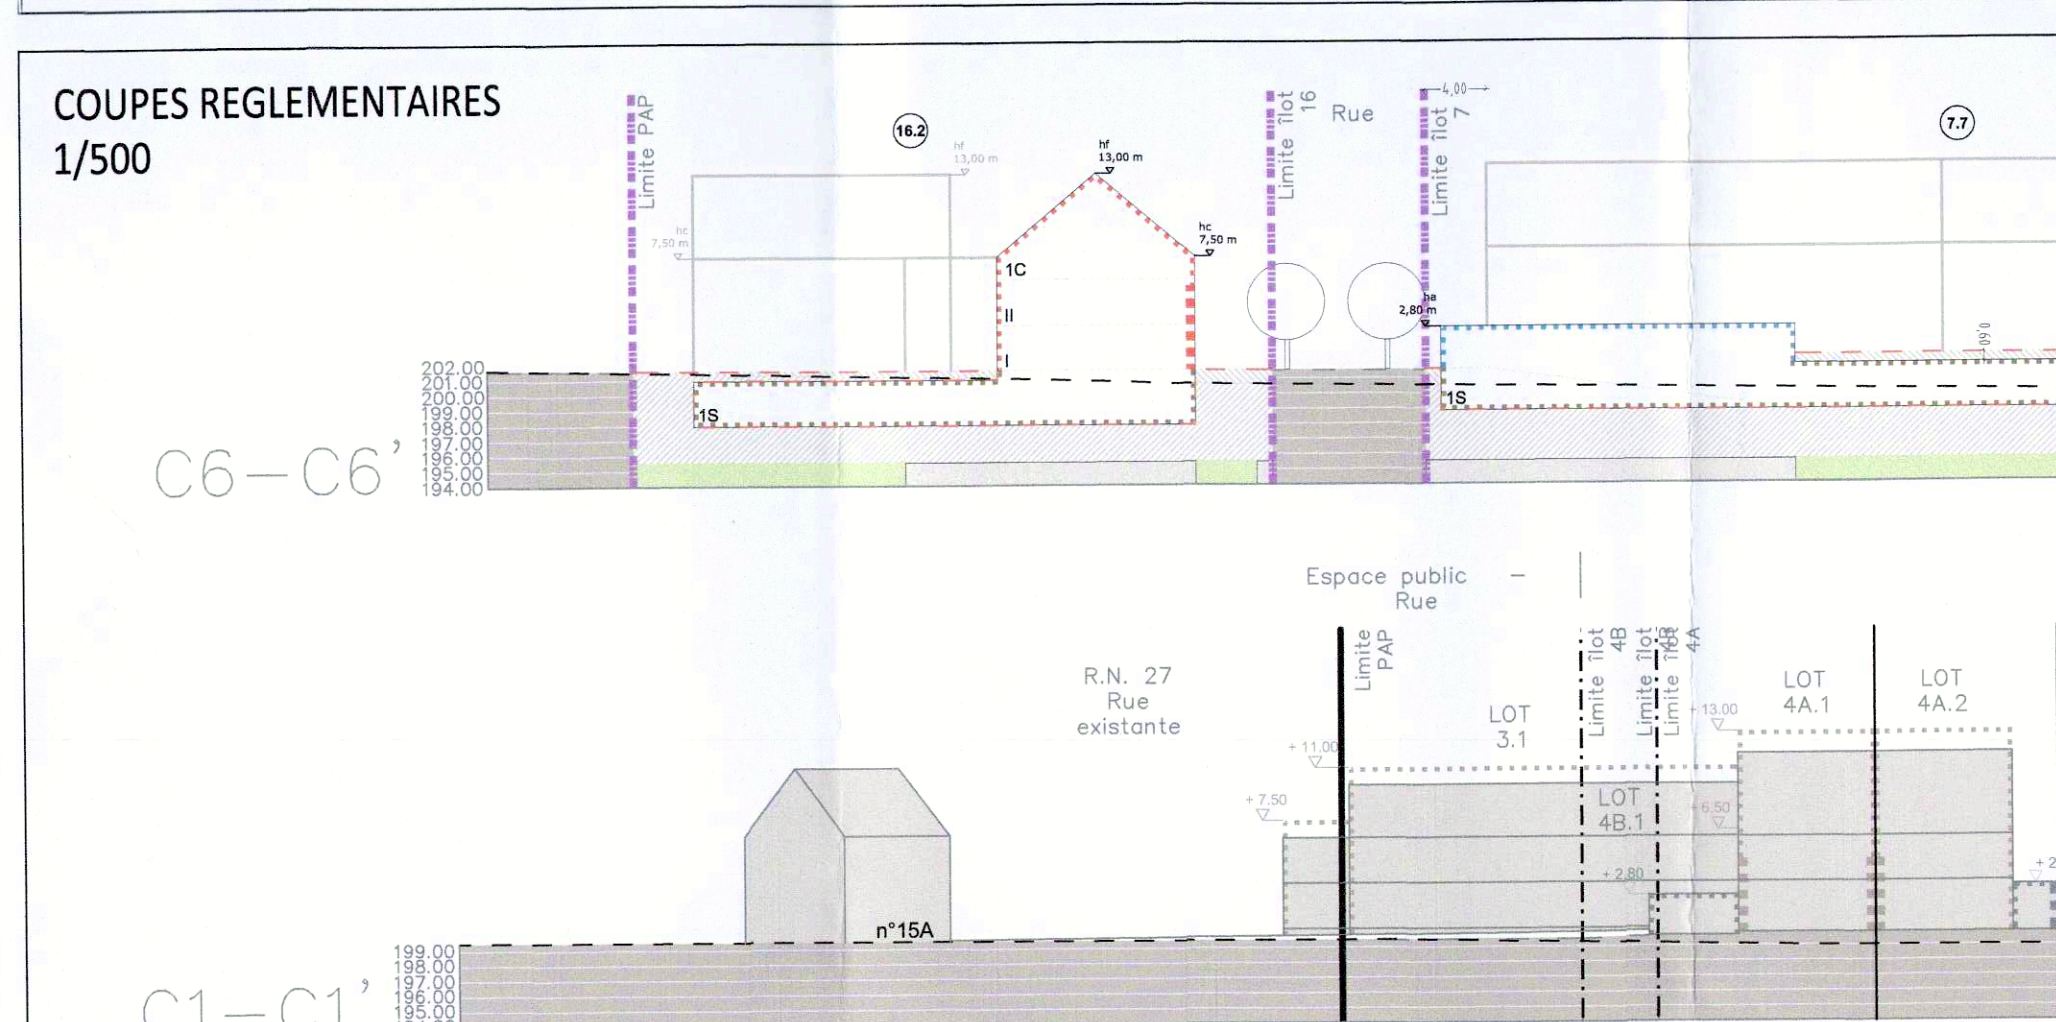 COUPES REGLEMENTAIRES
1/500
Limite PAP
16.2
hf
13,00 m
hf
13,00 m
hc
7,50 m
hc
7,50 m
1C
II
I
1S
Limite îlot
16
Rue
Limite îlot
7
4,00
7.7
ha
2,80 m
0,60
1S
202.00
201.00
200.00
199.00
198.00
197.00
196.00
195.00
194.00
C6-C6'
Espace public -
Rue
Limite
PAP
Limite îlot
4B
Limite îlot
4B
Limite îlot
4A
R.N. 27
Rue
existante
LOT
3.1
LOT
4A.1
LOT
4A.2
+ 13.00
+ 11.00
+ 7.50
LOT
4B.1
6,50
+ 2,80
+ 2
n°15A
199.00
198.00
197.00
196.00
195.00
C1-C1'